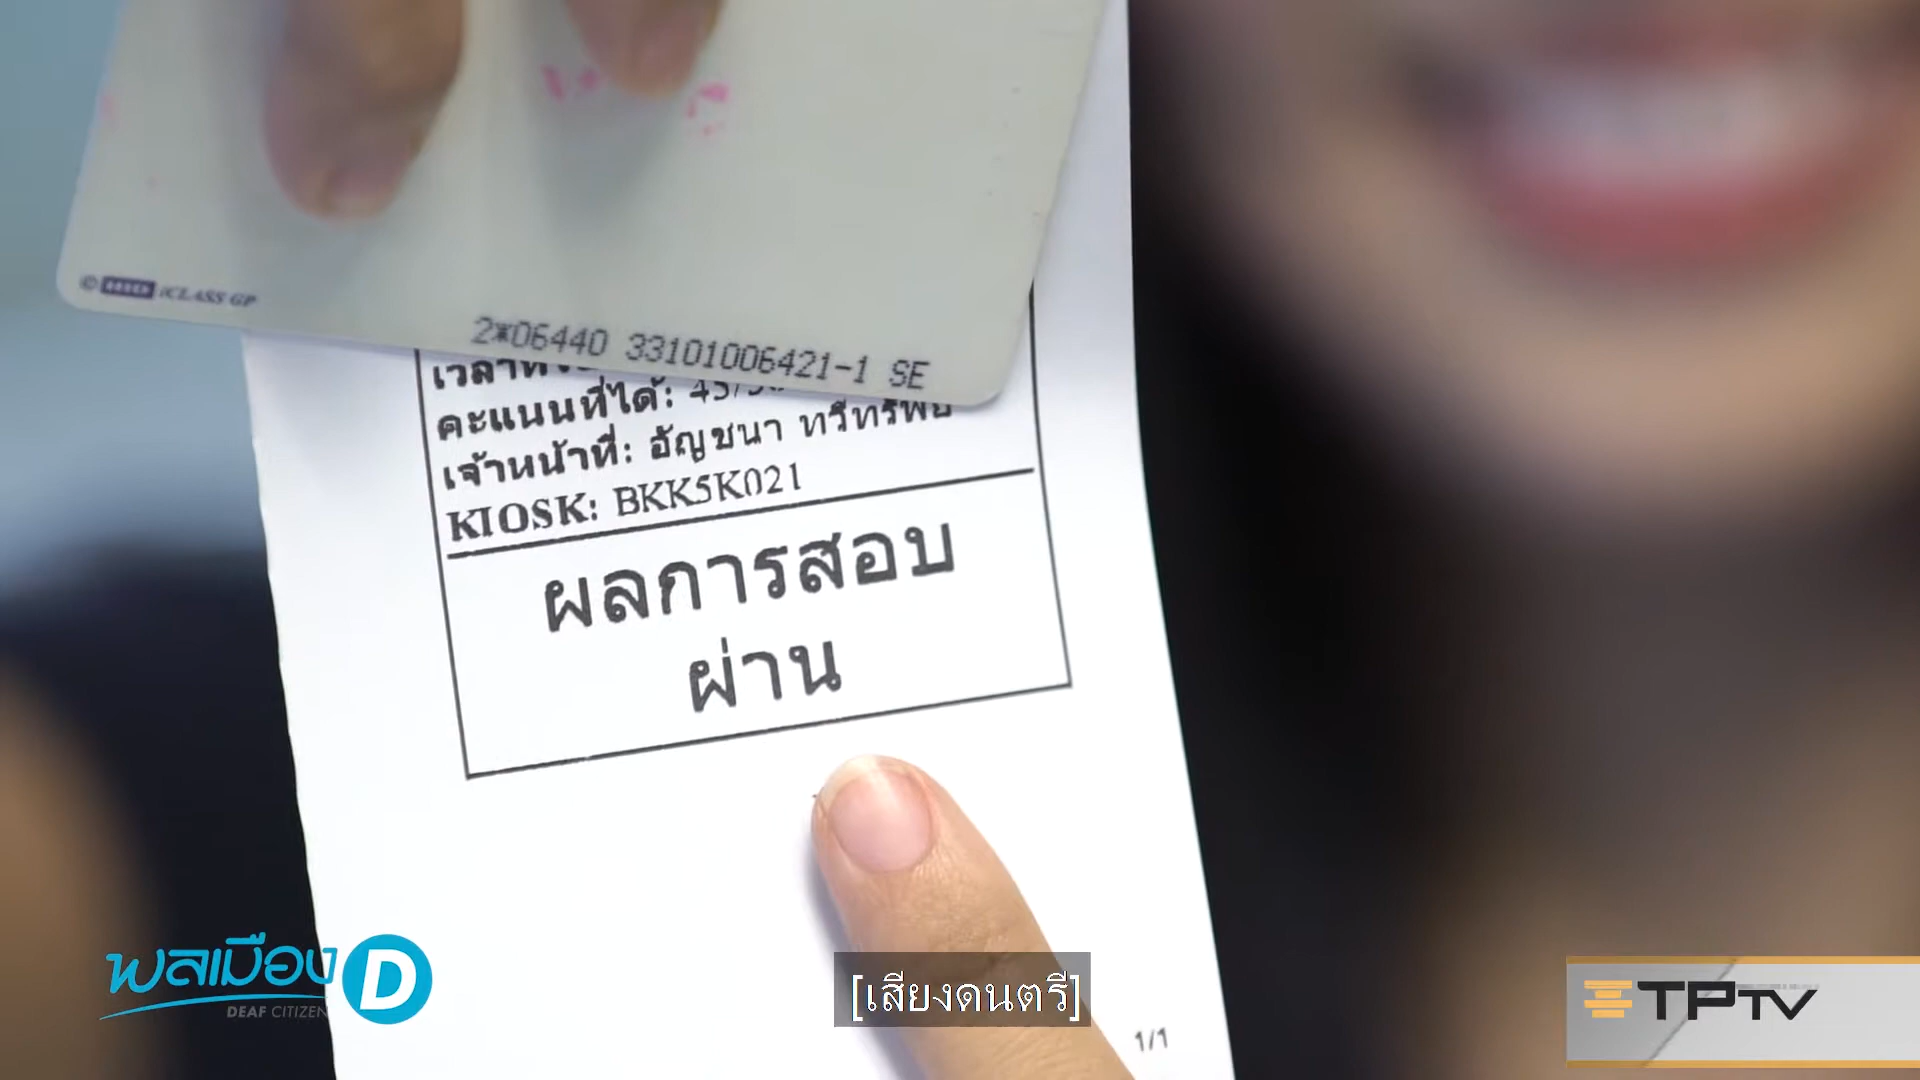 iCLASS GP
2*06440 33101006421-1 SE
คะแนนที่ได้:
เจ้าหน้าที่: อัญชนา ทวีทรัพย์
KIOSK: BKK5K021
ผลการสอบ
ผ่าน
1/1
พลเมือง D
DEAF CITIZEN
[เสียงดนตรี]
TPTV